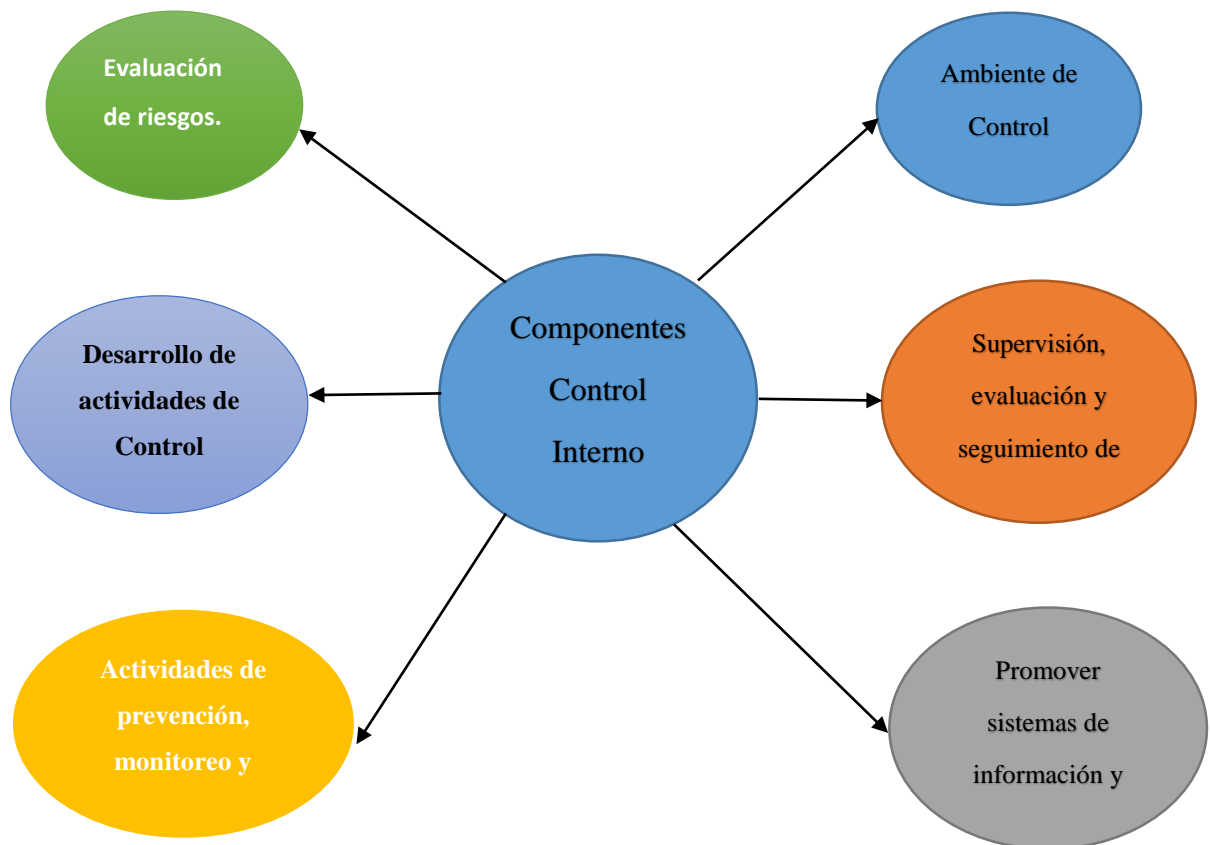 Evaluación
de riesgos.
Ambiente de
Control
Componentes
Control
Interno
Desarrollo de
actividades de
Control
Supervisión,
evaluación y
seguimiento de
Actividades de
prevención,
monitoreo y
Promover
sistemas de
información y